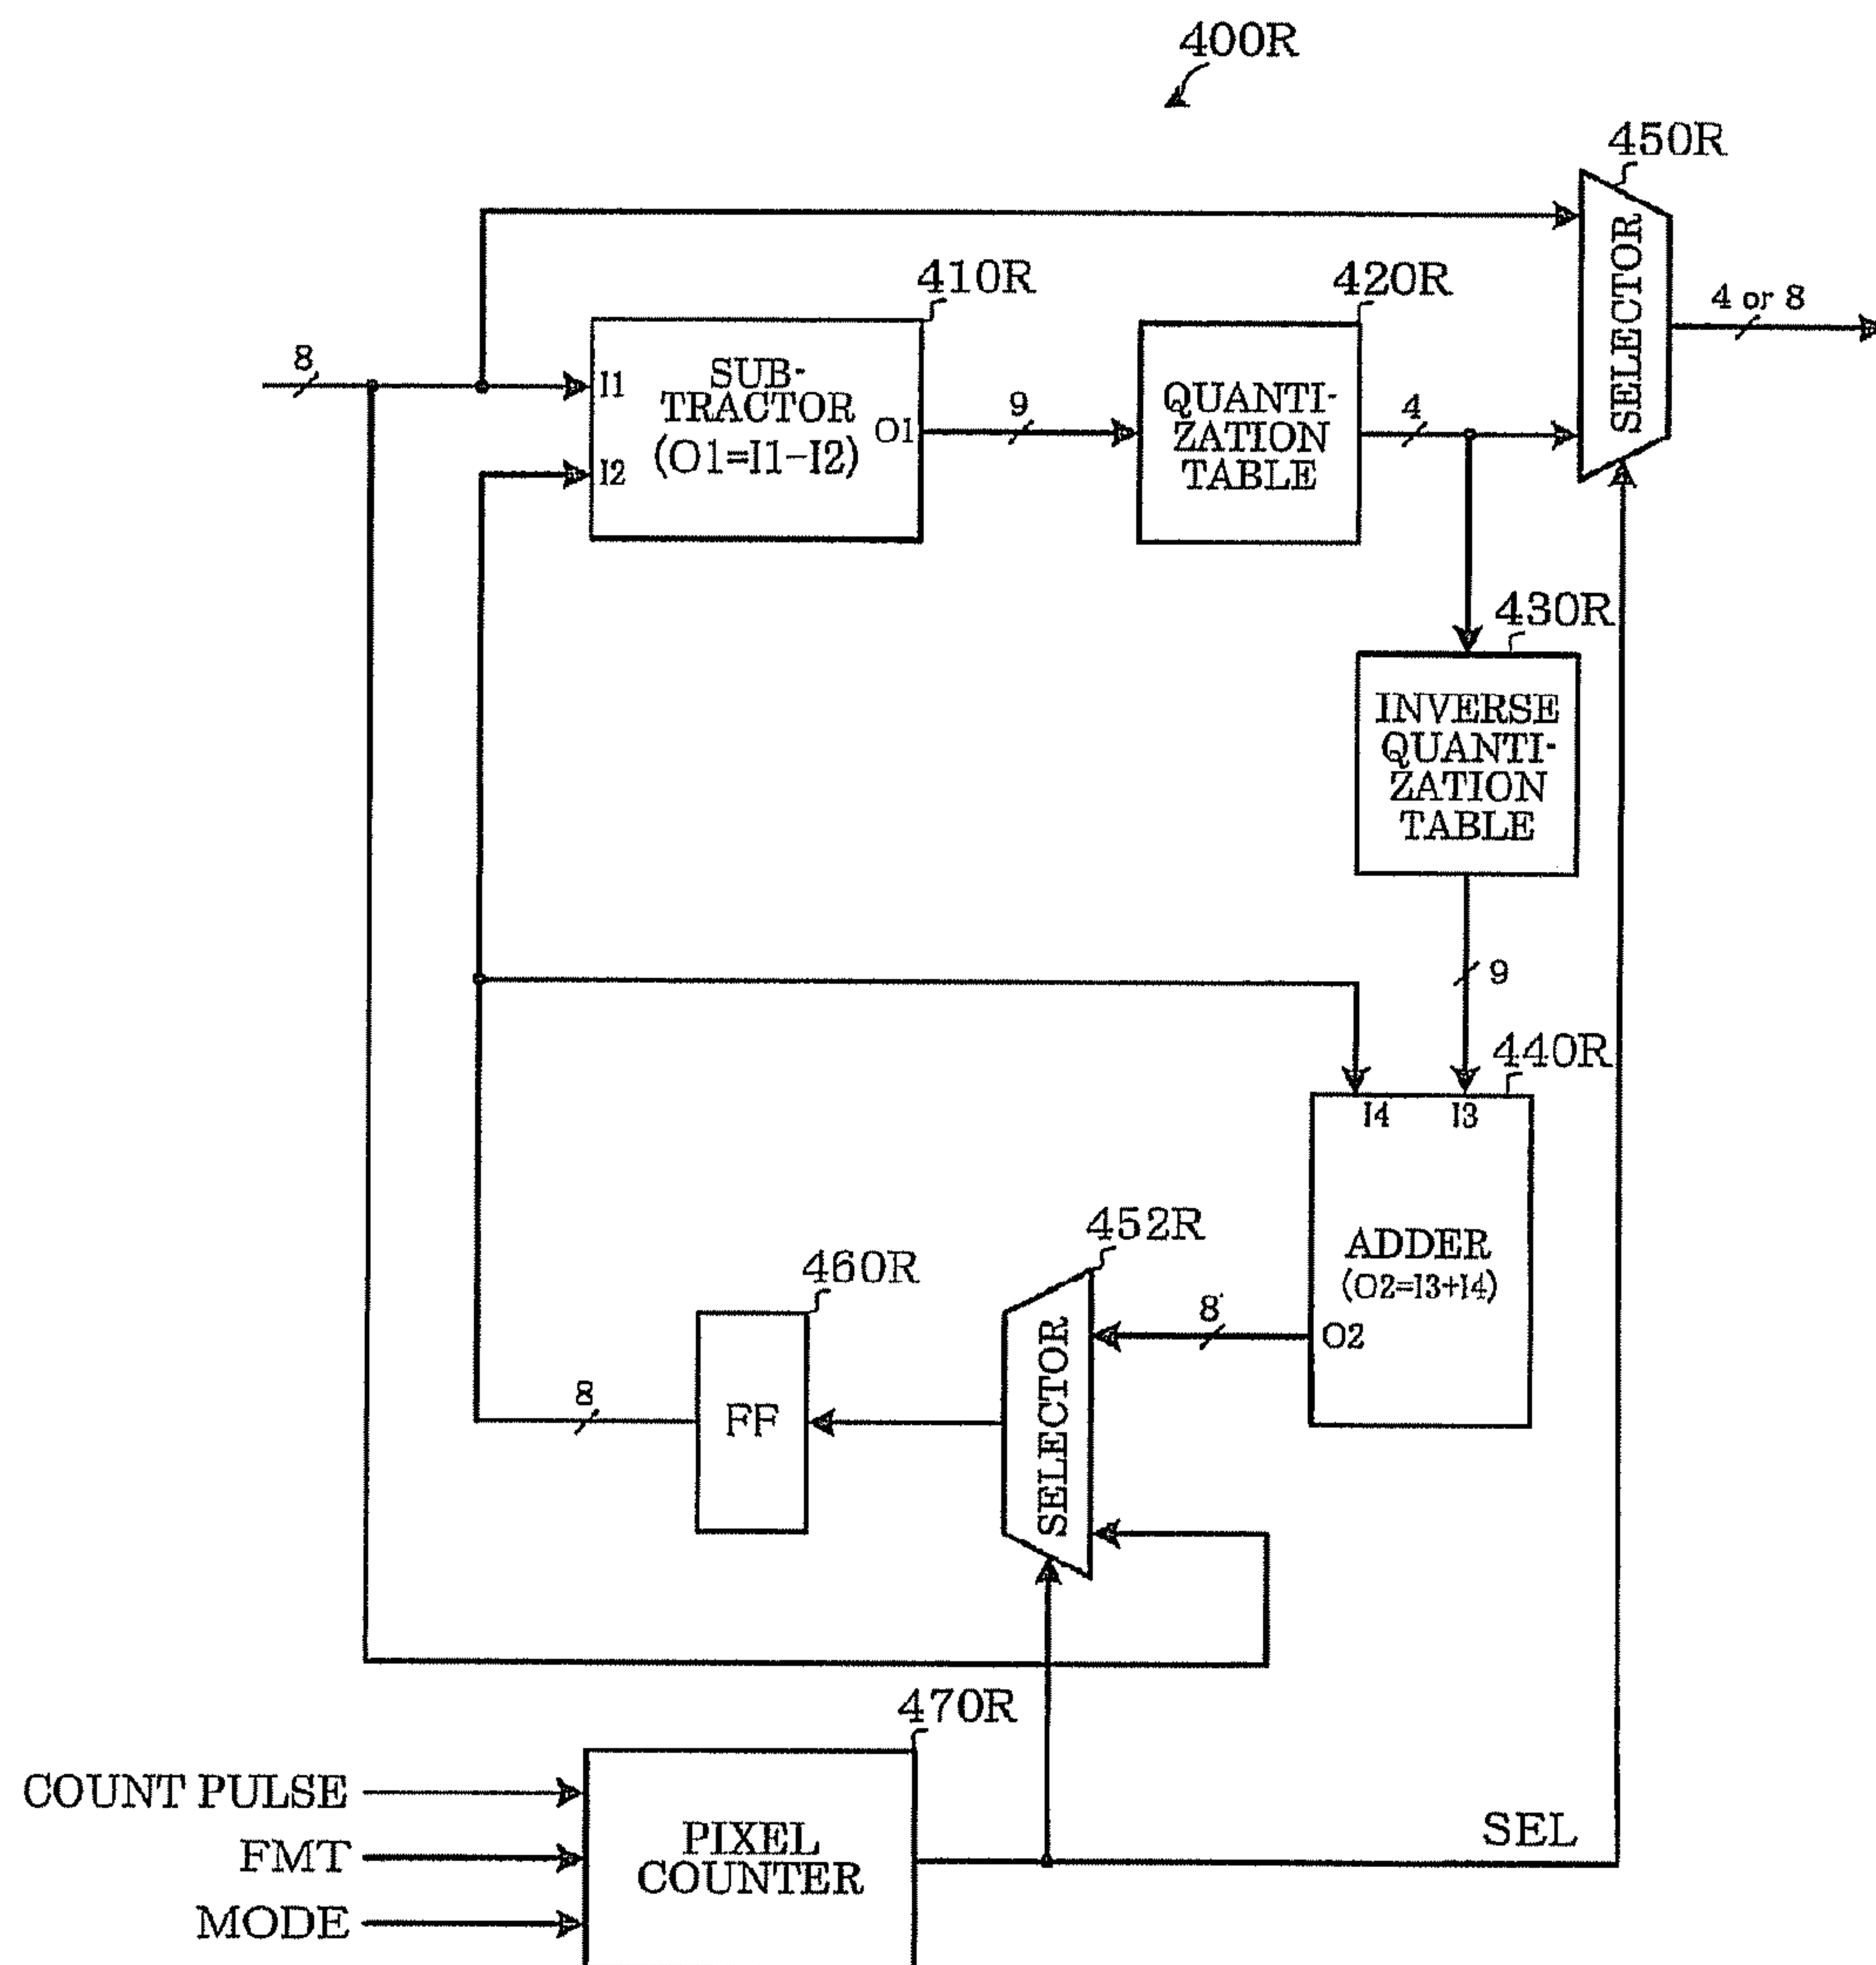 400R
450R
SELECTOR
4 or 8
410R
8
I1
I2
SUB-
TRACTOR
(O1=I1-I2)
O1
9
420R
QUANTI-
ZATION
TABLE
4
430R
INVERSE
QUANTI-
ZATION
TABLE
9
440R
I4 I3
ADDER
(O2=I3+I4)
O2
8
452R
SELECTOR
460R
FF
8
470R
COUNT PULSE
FMT
MODE
PIXEL
COUNTER
SEL